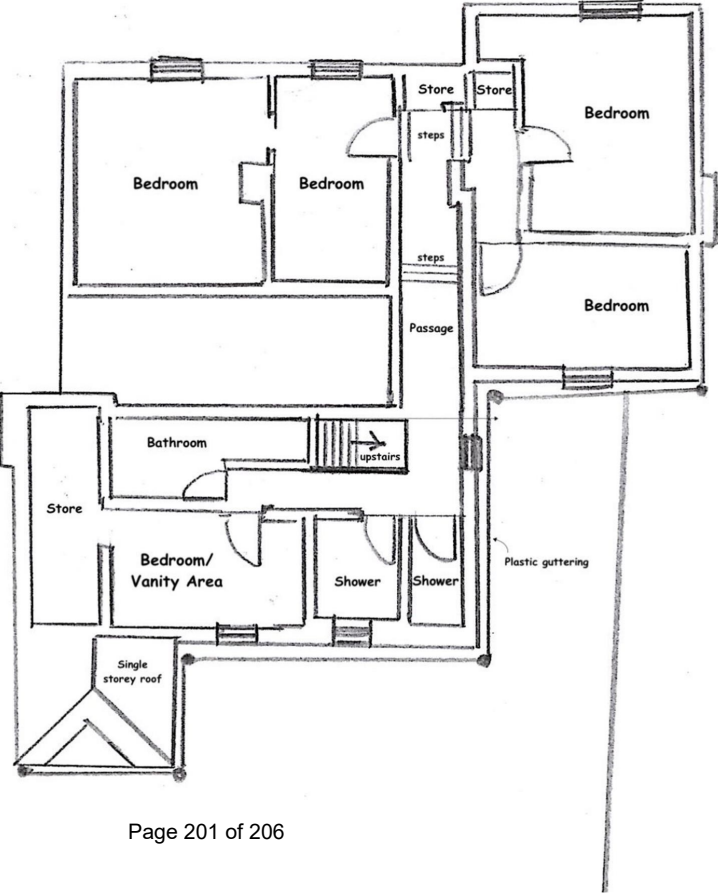 Store
Store
Bedroom
steps
Bedroom
Bedroom
steps
Bedroom
Passage
Bathroom
upstairs
Store
Bedroom/
Vanity Area
Shower
Shower
Plastic guttering
Single
storey roof
Page 201 of 206